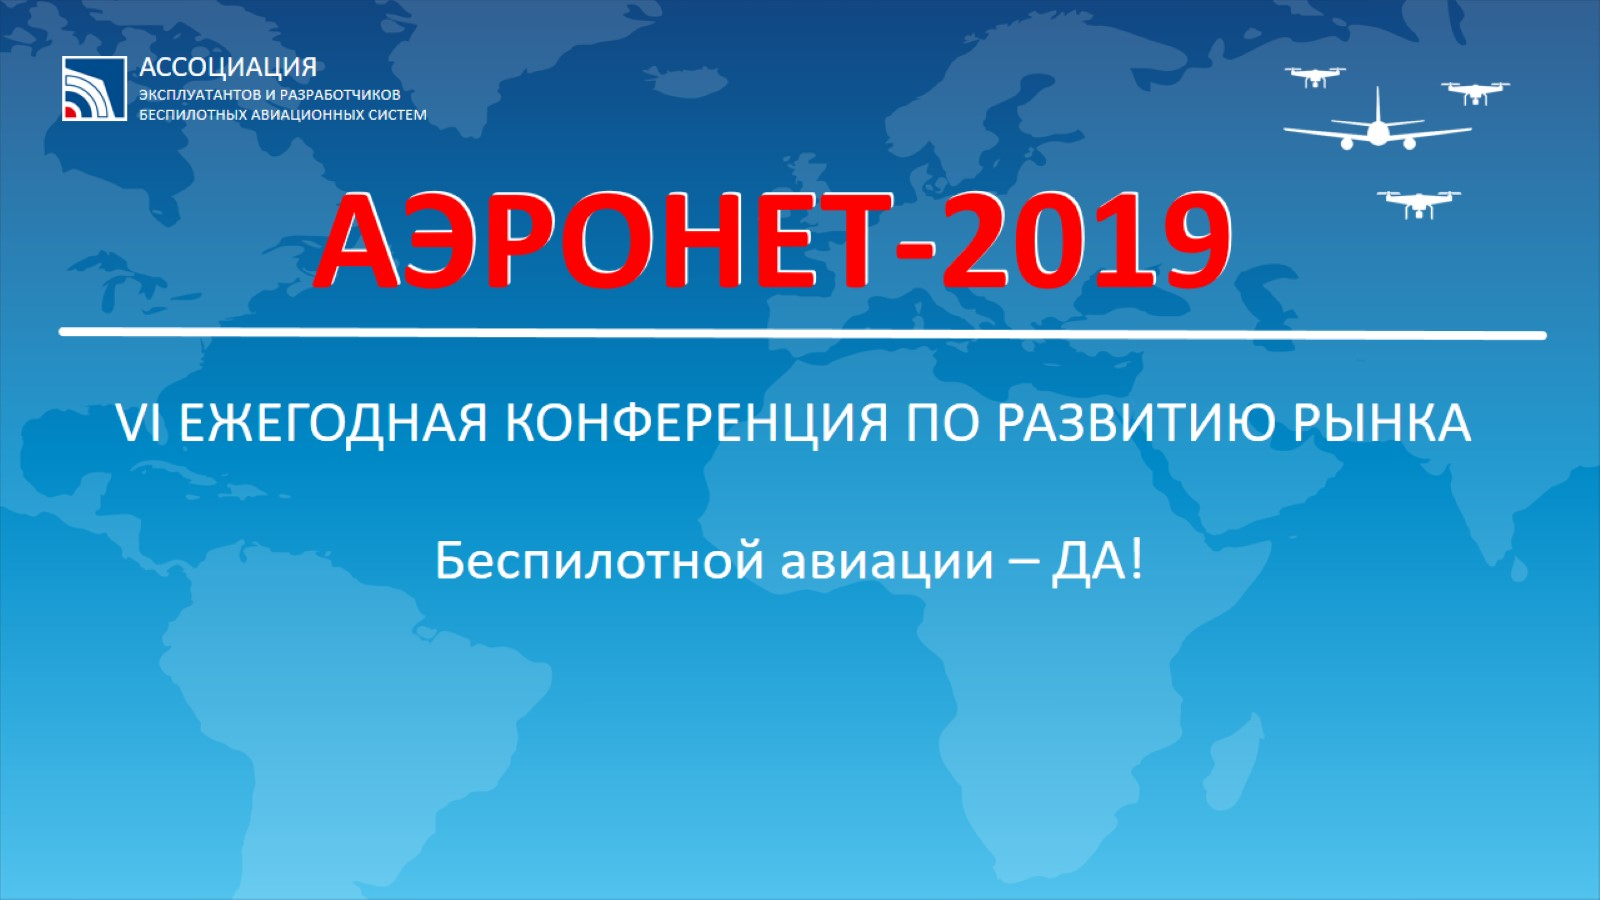 АССОЦИАЦИЯ
ЭКСПЛУАТАНТОВ И РАЗРАБОТЧИКОВ
БЕСПИЛОТНЫХ АВИАЦИОННЫХ СИСТЕМ
АЭРОНЕТ-2019
VI ЕЖЕГОДНАЯ КОНФЕРЕНЦИЯ ПО РАЗВИТИЮ РЫНКА
Беспилотной авиации – ДА!